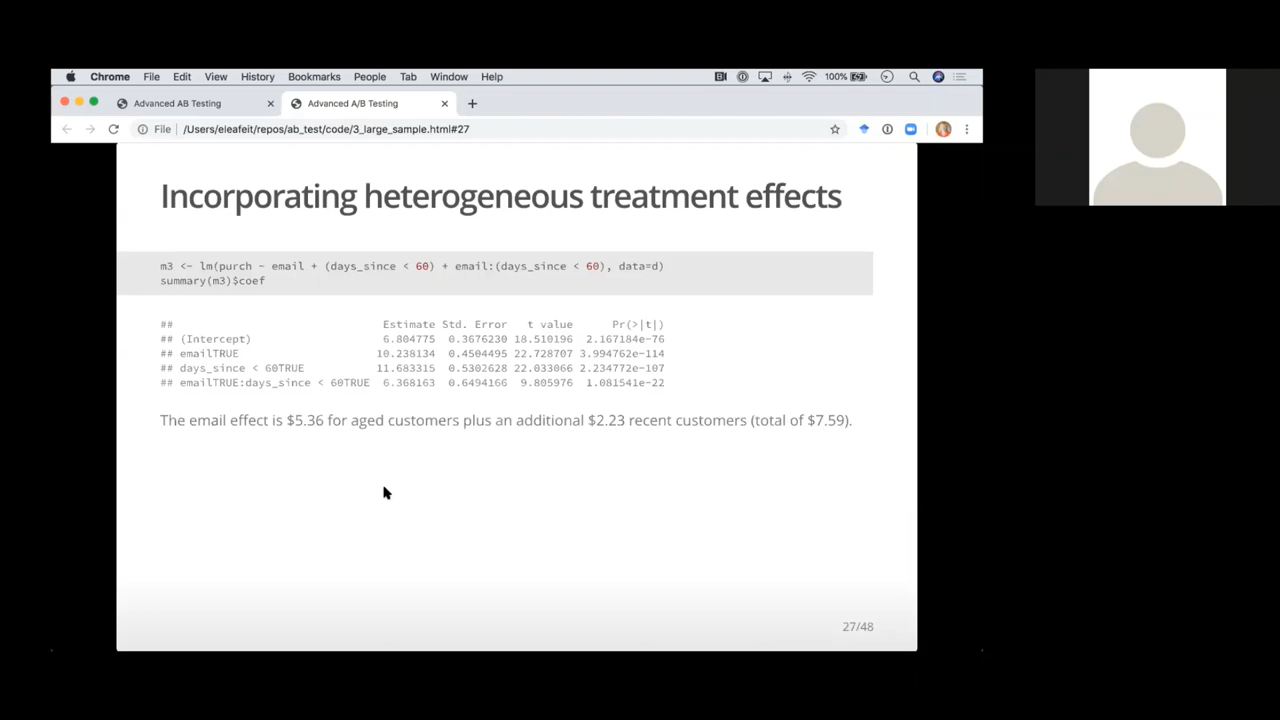 Chrome File Edit View History Bookmarks People Tab Window Help 100%
Advanced AB Testing
Advanced A/B Testing
File /Users/eleafeit/repos/ab_test/code/3_large_sample.html#27
Incorporating heterogeneous treatment effects
m3 <- lm(purch ~ email + (days_since < 60) + email:(days_since < 60), data=d)
summary(m3)$coef
## Estimate Std. Error t value Pr(>|t|)
## (Intercept) 6.804775 0.3676230 18.510196 2.167184e-76
## emailTRUE 10.238134 0.4504495 22.728707 3.994762e-114
## days_since < 60TRUE 11.683315 0.5302628 22.033066 2.234772e-107
## emailTRUE:days_since < 60TRUE 6.368163 0.6494166 9.805976 1.081541e-22
The email effect is $5.36 for aged customers plus an additional $2.23 recent customers (total of $7.59).
27/48